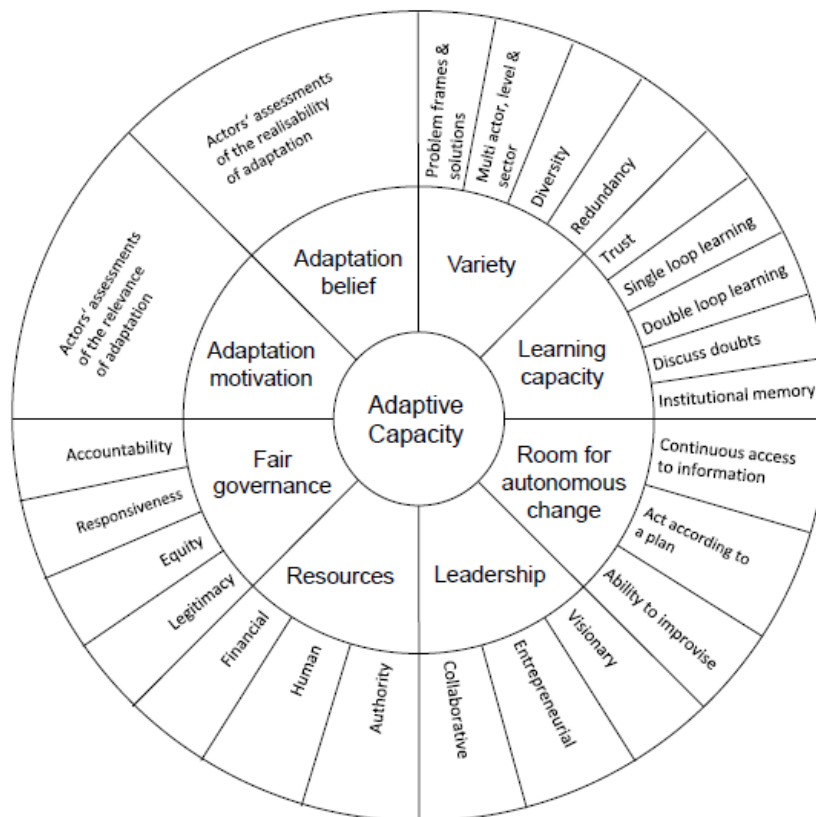 Adaptive
Capacity
Variety
Learning
capacity
Room for
autonomous
change
Leadership
Resources
Fair
governance
Adaptation
motivation
Adaptation
belief
Problem frames &
solutions
Multi actor, level &
sector
Diversity
Redundancy
Trust
Single loop learning
Double loop learning
Discuss doubts
Institutional memory
Continuous access
to information
Act according to
a plan
Ability to improvise
Visionary
Entrepreneurial
Collaborative
Authority
Human
Financial
Legitimacy
Equity
Responsiveness
Accountability
Actors' assessments
of the relevance
of adaptation
Actors' assessments
of the realisability
of adaptation